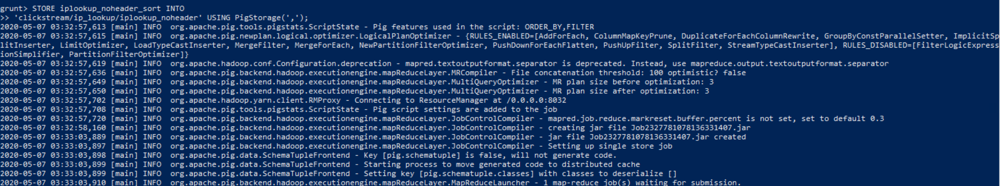 grunt> STORE iplookup_noheader_sort INTO
>> 'clickstream/ip_lookup/iplookup_noheader' USING PigStorage(',');
2020-05-07 03:32:57,613 [main] INFO  org.apache.pig.tools.pigstats.ScriptState - Pig features used in the script: ORDER_BY,FILTER
2020-05-07 03:32:57,615 [main] INFO  org.apache.pig.newplan.logical.optimizer.LogicalPlanOptimizer - {RULES_ENABLED=[AddForEach, ColumnMapKeyPrune, DuplicateForEachColumnRewrite, GroupByConstParallelSetter, ImplicitSp
litInserter, LimitOptimizer, LoadTypeCastInserter, MergeFilter, MergeForEach, NewPartitionFilterOptimizer, PushDownForEachFlatten, PushUpFilter, SplitFilter, StreamTypeCastInserter], RULES_DISABLED=[FilterLogicExpress
ionSimplifier, PartitionFilterOptimizer]}
2020-05-07 03:32:57,619 [main] INFO  org.apache.hadoop.conf.Configuration.deprecation - mapred.textoutputformat.separator is deprecated. Instead, use mapreduce.output.textoutputformat.separator
2020-05-07 03:32:57,636 [main] INFO  org.apache.pig.backend.hadoop.executionengine.mapReduceLayer.MRCompiler - File concatenation threshold: 100 optimistic? false
2020-05-07 03:32:57,649 [main] INFO  org.apache.pig.backend.hadoop.executionengine.mapReduceLayer.MultiQueryOptimizer - MR plan size before optimization: 3
2020-05-07 03:32:57,650 [main] INFO  org.apache.pig.backend.hadoop.executionengine.mapReduceLayer.MultiQueryOptimizer - MR plan size after optimization: 3
2020-05-07 03:32:57,702 [main] INFO  org.apache.hadoop.yarn.client.RMProxy - Connecting to ResourceManager at /0.0.0.0:8032
2020-05-07 03:32:57,708 [main] INFO  org.apache.pig.tools.pigstats.ScriptState - Pig script settings are added to the job
2020-05-07 03:32:57,720 [main] INFO  org.apache.pig.backend.hadoop.executionengine.mapReduceLayer.JobControlCompiler - mapred.job.reduce.markreset.buffer.percent is not set, set to default 0.3
2020-05-07 03:32:58,160 [main] INFO  org.apache.pig.backend.hadoop.executionengine.mapReduceLayer.JobControlCompiler - creating jar file Job2327781078136331407.jar
2020-05-07 03:33:03,889 [main] INFO  org.apache.pig.backend.hadoop.executionengine.mapReduceLayer.JobControlCompiler - jar file Job2327781078136331407.jar created
2020-05-07 03:33:03,897 [main] INFO  org.apache.pig.backend.hadoop.executionengine.mapReduceLayer.JobControlCompiler - Setting up single store job
2020-05-07 03:33:03,898 [main] INFO  org.apache.pig.data.SchemaTupleFrontend - Key [pig.schematuple] is false, will not generate code.
2020-05-07 03:33:03,899 [main] INFO  org.apache.pig.data.SchemaTupleFrontend - Starting process to move generated code to distributed cache
2020-05-07 03:33:03,899 [main] INFO  org.apache.pig.data.SchemaTupleFrontend - Setting key [pig.schematuple.classes] with classes to deserialize []
2020-05-07 03:33:03,910 [main] INFO  org.apache.pig.backend.hadoop.executionengine.mapReduceLayer.MapReduceLauncher - 1 map-reduce job(s) waiting for submission.